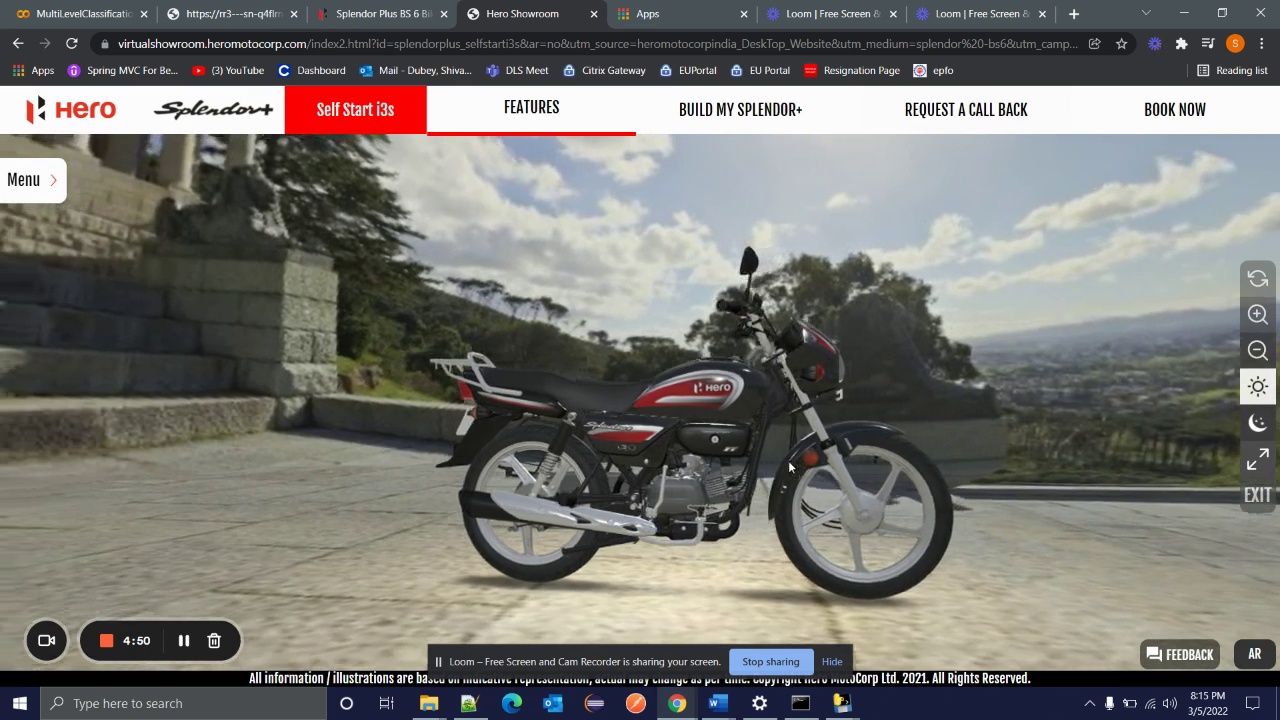 MultiLevelClassificatio
https://rr3---sn-q4flrn
Splendor Plus BS 6 Bi
Hero Showroom
Apps
Loom | Free Screen &
Loom | Free Screen &
virtualshowroom.heromotocorp.com/index2.html?id=splendorplus_selfstarti3s&at=no&utm_source=heromotocorpindia_DeskTop_Website&utm_medium=splendor%20-bs6&utm_camp...
S
Apps
Spring MVC For Be...
(3) YouTube
Dashboard
Mail - Dubey, Shiva...
DLS Meet
Citrix Gateway
EUPortal
EU Portal
Resignation Page
epfo
Reading list
Hero
Splendor+
Self Start i3s
FEATURES
BUILD MY SPLENDOR+
REQUEST A CALL BACK
BOOK NOW
Menu
Hero
Splendor+
EXIT
4:50
Loom – Free Screen and Cam Recorder is sharing your screen.
Stop sharing
Hide
FEEDBACK
AR
All information / illustrations are based on indicative representation, actual may change as per time. Copyright Hero MotoCorp Ltd. 2021. All Rights Reserved.
Type here to search
8:15 PM
3/5/2022